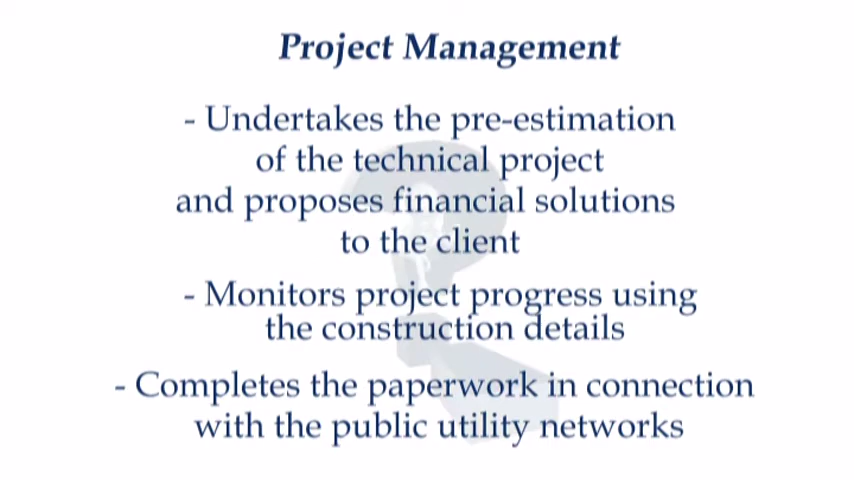 Project Management
- Undertakes the pre-estimation
of the technical project
and proposes financial solutions
to the client
- Monitors project progress using
the construction details
- Completes the paperwork in connection
with the public utility networks